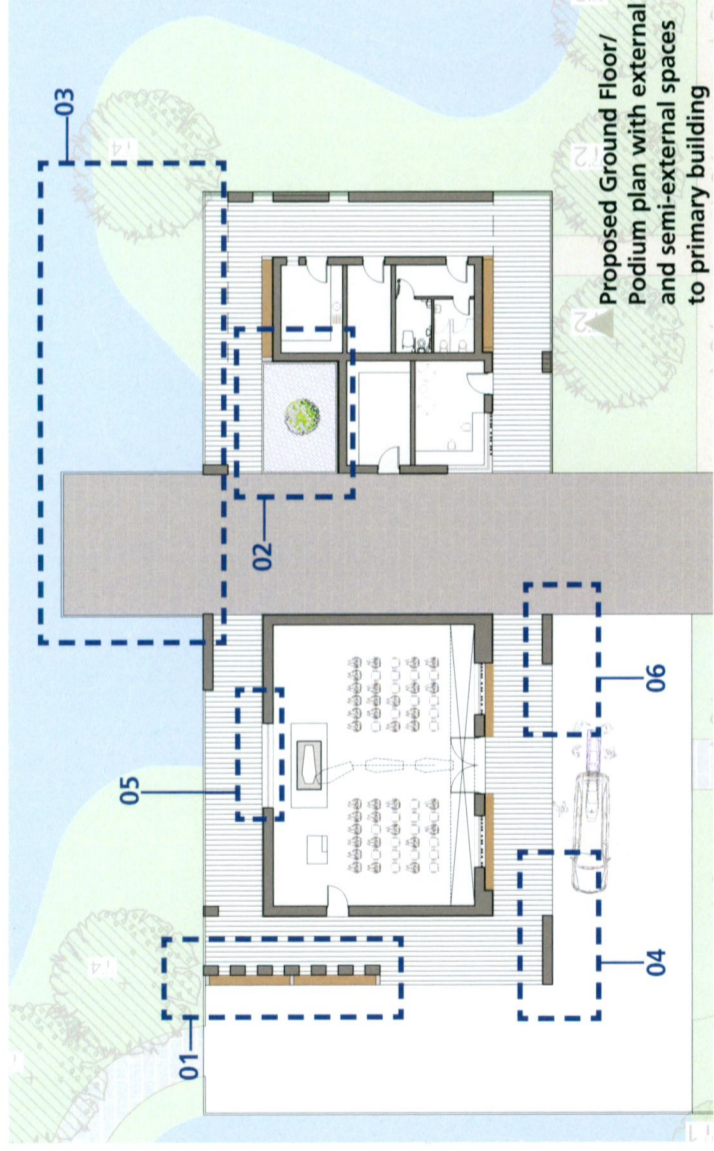 03
02
05
01
06
04
Proposed Ground Floor/
Podium plan with external
and semi-external spaces
to primary building